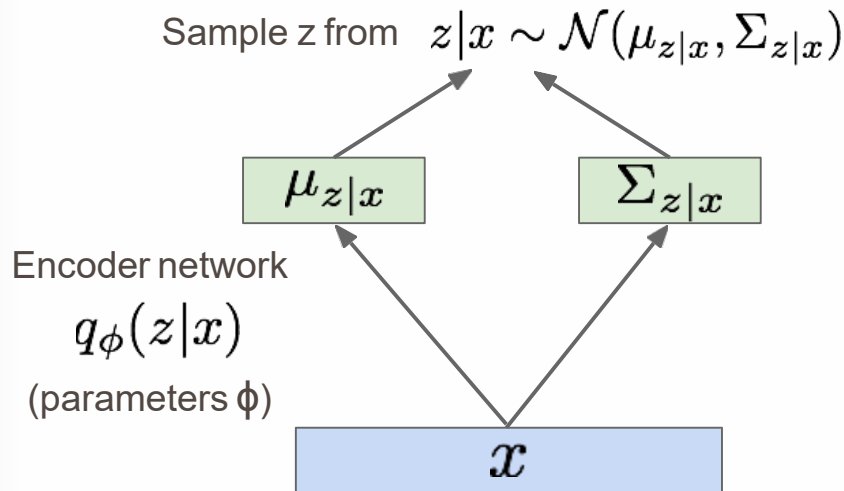 Sample z from z|x ∼ 𝒩(μ_{z|x}, Σ_{z|x})
μ_{z|x} Σ_{z|x}
Encoder network
q_ϕ(z|x)
(parameters ϕ)
x